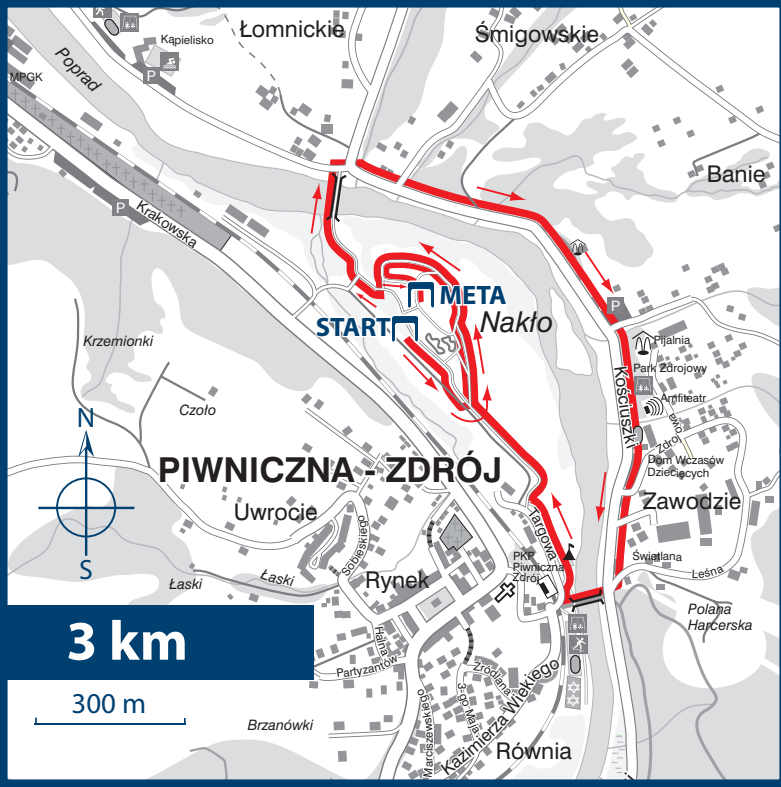 Łomnickie
Śmigowskie
Kąpielisko
P
MPGK
Poprad
P
Banie
P
Krakowska
META
START
Nakło
P
Pijalnia
Krzemionki
Park Zdrojowy
Kościuszki
Amfiteatr
Czoło
N
Zdrojowa
PIWNICZNA - ZDRÓJ
Dom Wczasów
Dziecięcych
Uwrocie
Zawodzie
Targowa
Sobieskiego
S
PKP
Piwniczna
Zdrój
Świetlana
Łaski
Łaski
Rynek
Leśna
Polana
Harcerska
3 km
Halna
Partyzantów
Źródlana
3-go Maja
Kazimierza Wielkiego
300 m
Marciszewskiego
Brzanówki
Równia